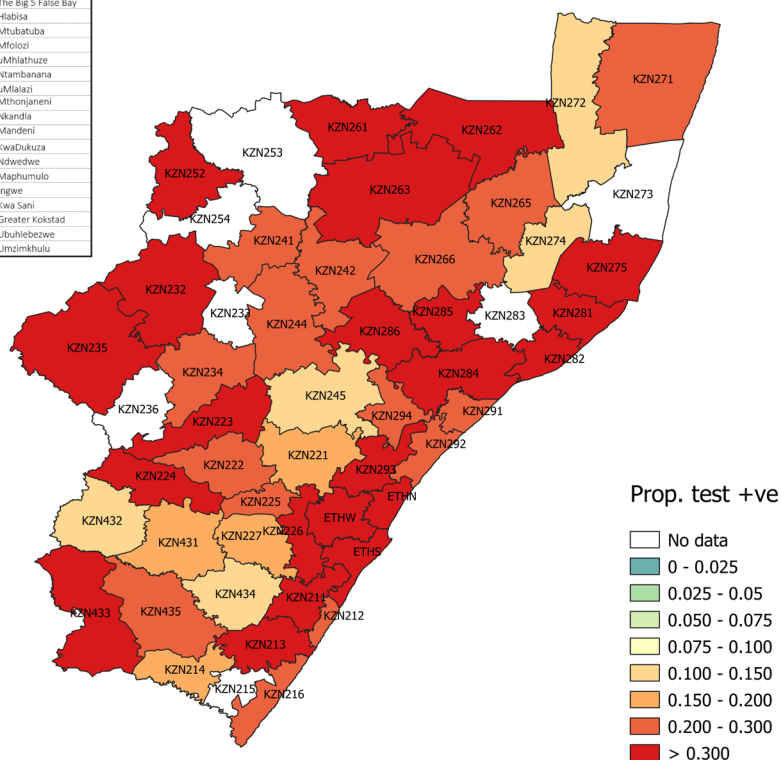 The Big 5 False Bay
Hlabisa
Mtubatuba
Mfolozi
uMhlathuze
Ntambanana
uMlalazi
Mthonjaneni
Nkandla
Mandeni
KwaDukuza
Ndwedwe
Maphumulo
Ingwe
Kwa Sani
Greater Kokstad
Ubuhlebezwe
Umzimkhulu
KZN271
KZN272
KZN261
KZN262
KZN253
KZN252
KZN263
KZN273
KZN265
KZN254
KZN241
KZN274
KZN266
KZN242
KZN275
KZN232
KZN233
KZN285
KZN283
KZN281
KZN244
KZN286
KZN235
KZN282
KZN234
KZN284
KZN245
KZN236
KZN291
KZN294
KZN223
KZN292
KZN221
KZN222
KZN293
KZN224
ETHN
KZN225
KZN432
ETHW
KZN226
KZN227
KZN431
ETHS
KZN434
KZN211
KZN433
KZN435
KZN212
KZN213
KZN214
KZN215
KZN216
Prop. test +ve
No data
0 - 0.025
0.025 - 0.05
0.050 - 0.075
0.075 - 0.100
0.100 - 0.150
0.150 - 0.200
0.200 - 0.300
> 0.300